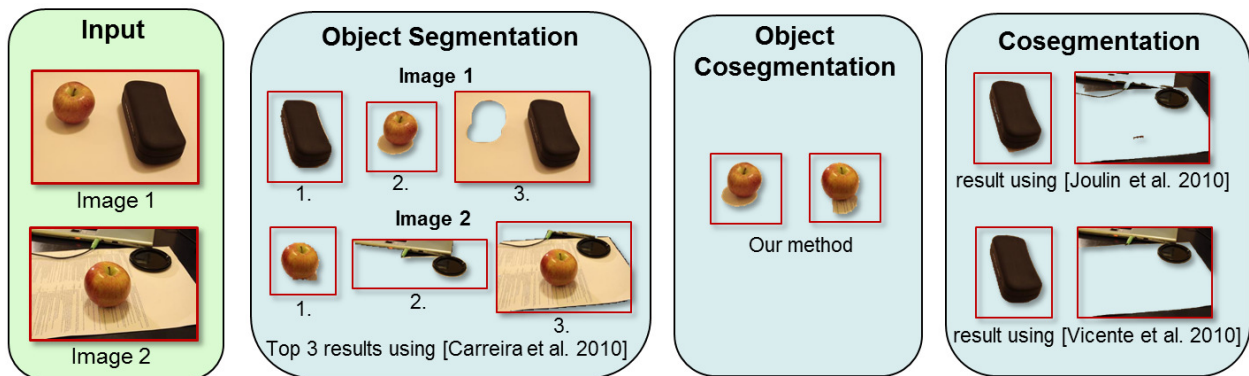 Input
Image 1
Image 2
Object Segmentation
Image 1
1.
2.
3.
Image 2
1.
2.
3.
Top 3 results using [Carreira et al. 2010]
Object
Cosegmentation
Our method
Cosegmentation
result using [Joulin et al. 2010]
result using [Vicente et al. 2010]